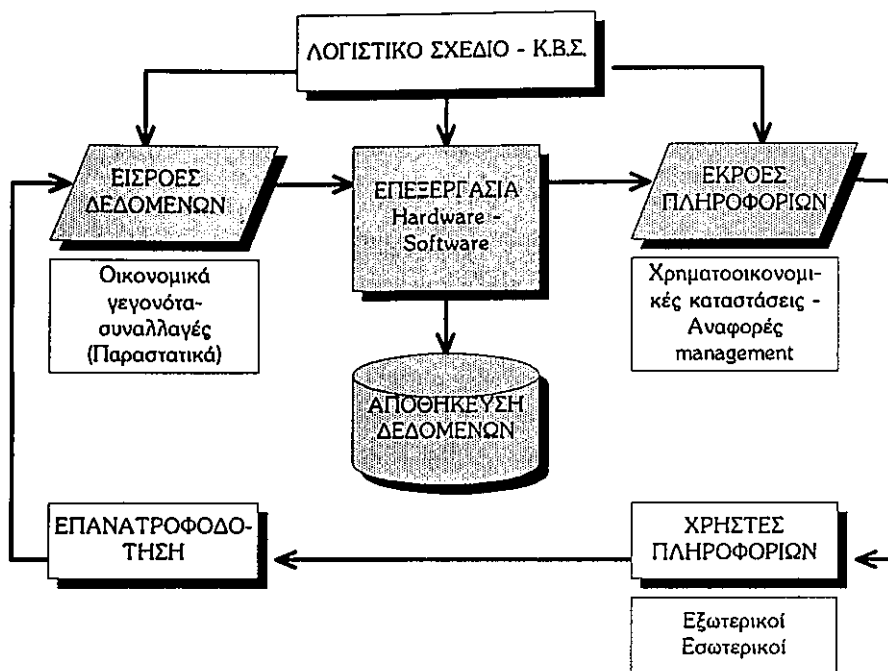 ΛΟΓΙΣΤΙΚΟ ΣΧΕΔΙΟ - Κ.Β.Σ.
ΕΙΣΡΟΕΣ
ΔΕΔΟΜΕΝΩΝ
ΕΠΕΞΕΡΓΑΣΙΑ
Hardware -
Software
ΕΚΡΟΕΣ
ΠΛΗΡΟΦΟΡΙΩΝ
Οικονομικά
γεγονότα-
συναλλαγές
(Παραστατικά)
Χρηματοοικονομι-
κές καταστάσεις -
Αναφορές
management
ΑΠΟΘΗΚΕΥΣΗ
ΔΕΔΟΜΕΝΩΝ
ΕΠΑΝΑΤΡΟΦΟΔΟ-
ΤΗΣΗ
ΧΡΗΣΤΕΣ
ΠΛΗΡΟΦΟΡΙΩΝ
Εξωτερικοί
Εσωτερικοί